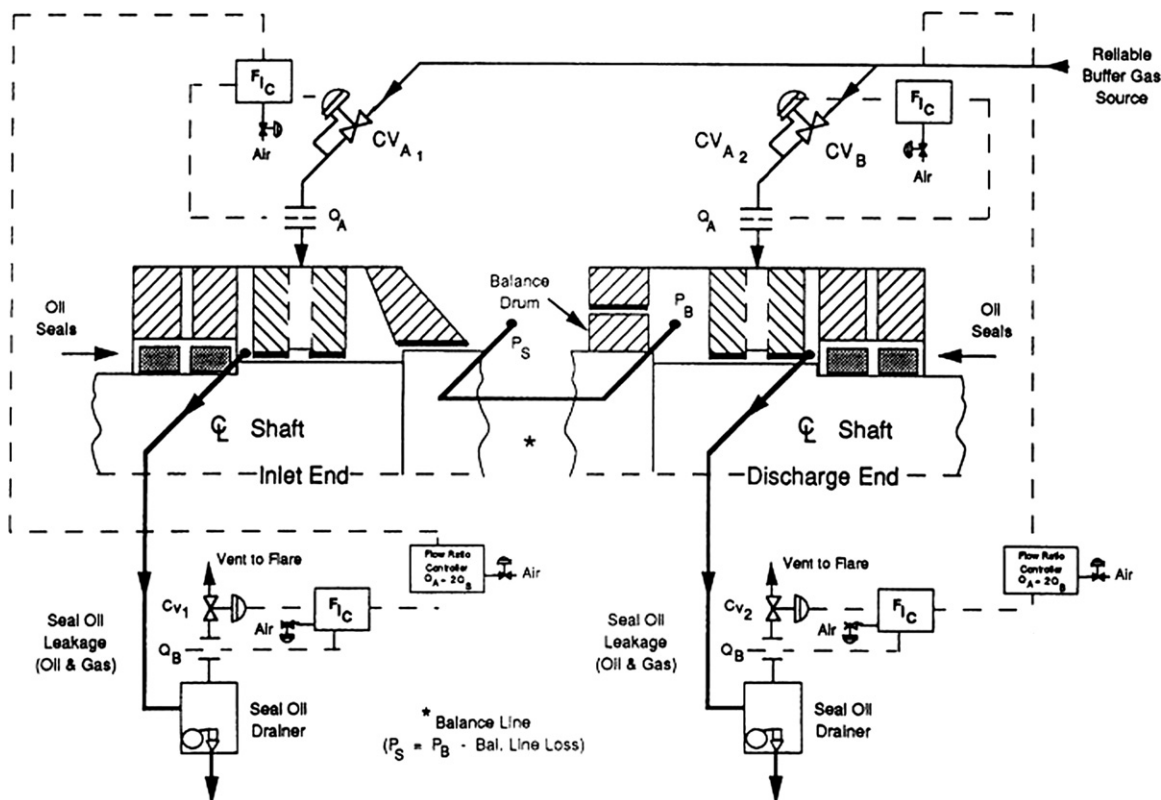 Reliable
Buffer Gas
Source
FIC
Air
CVA1
QA
CVA2
CVB
FIC
Air
QA
Oil
Seals
Balance
Drum
PS
PB
Oil
Seals
℄ Shaft
Inlet End
*
℄ Shaft
Discharge End
Vent to Flare
CV1
FIC
Air
QB
Flow Ratio
Controller
QA = 2QB
Air
Seal Oil
Leakage
(Oil & Gas)
Seal Oil
Drainer
* Balance Line
(PS = PB - Bal. Line Loss)
Vent to Flare
CV2
FIC
Air
QB
Flow Ratio
Controller
QA = 2QB
Air
Seal Oil
Leakage
(Oil & Gas)
Seal Oil
Drainer